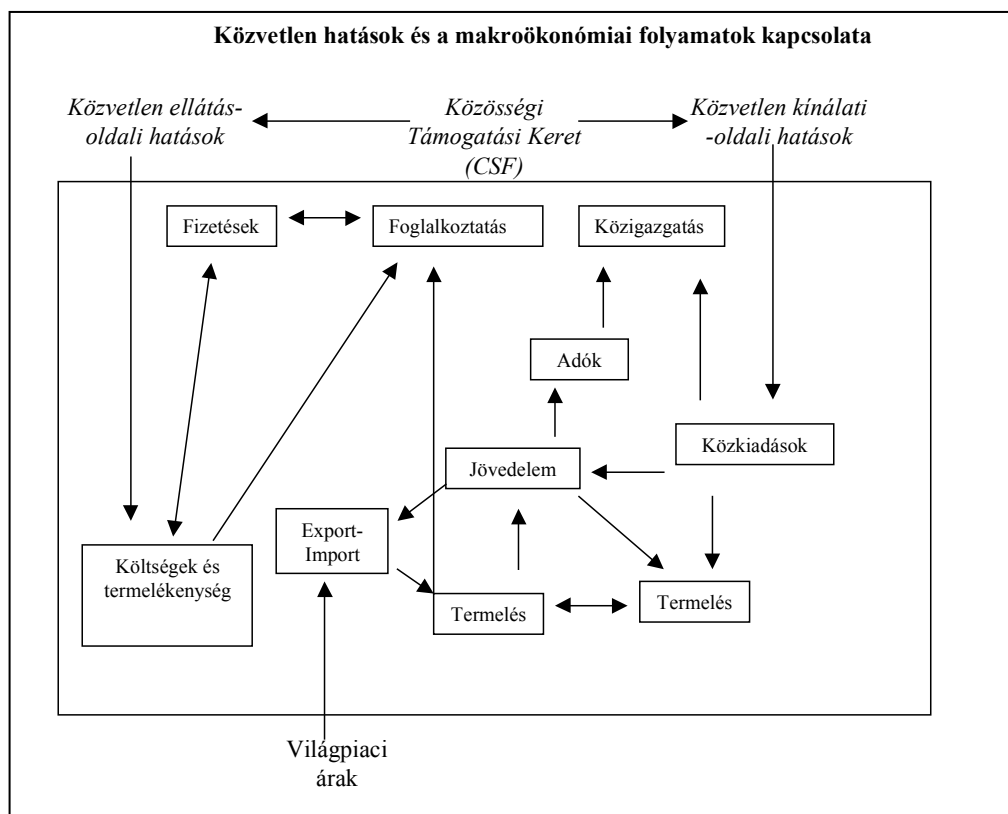 Közvetlen hatások és a makroökonómiai folyamatok kapcsolata
Közvetlen ellátás-
oldali hatások
Közösségi
Támogatási Keret
(CSF)
Közvetlen kínálati
-oldali hatások
Fizetések
Foglalkoztatás
Közigazgatás
Adók
Közkiadások
Jövedelem
Export-
Import
Költségek és
termelékenység
Termelés
Termelés
Világpiaci
árak